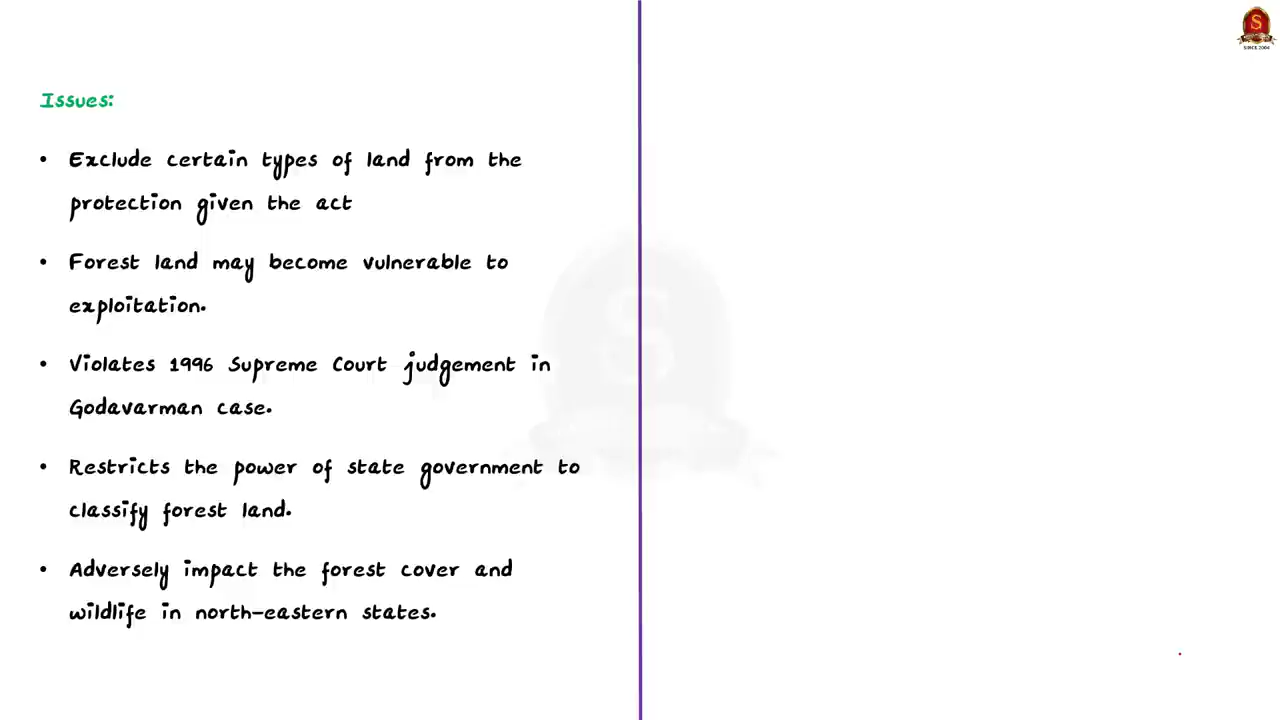 Issues:
• Exclude certain types of land from the
protection given the act
• Forest land may become vulnerable to
exploitation.
• Violates 1996 Supreme Court judgement in
Godavarman case.
• Restricts the power of state government to
classify forest land.
• Adversely impact the forest cover and
wildlife in north-eastern states.
S
SINCE 2004